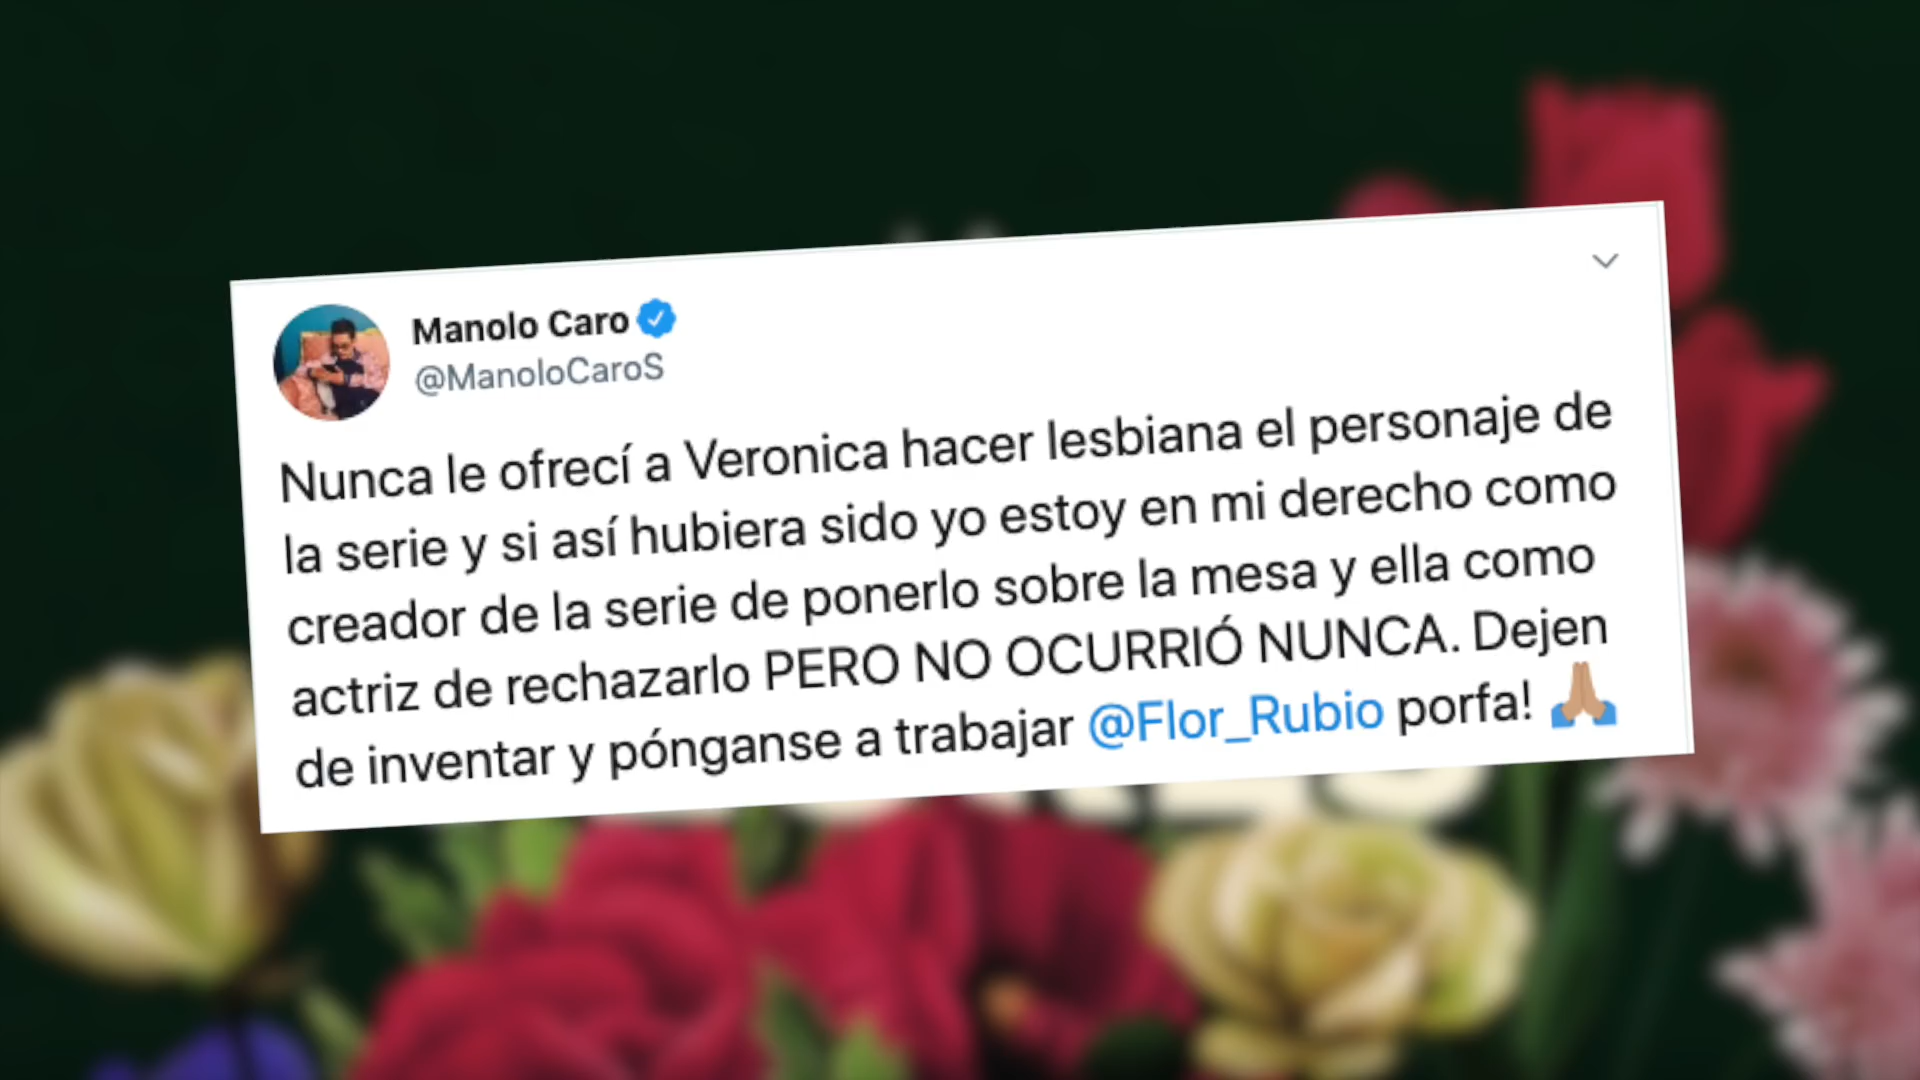 Manolo Caro
@ManoloCaroS
Nunca le ofrecí a Veronica hacer lesbiana el personaje de
la serie y si así hubiera sido yo estoy en mi derecho como
creador de la serie de ponerlo sobre la mesa y ella como
actriz de rechazarlo PERO NO OCURRIÓ NUNCA. Dejen
de inventar y pónganse a trabajar @Flor_Rubio porfa! 🙏🏽